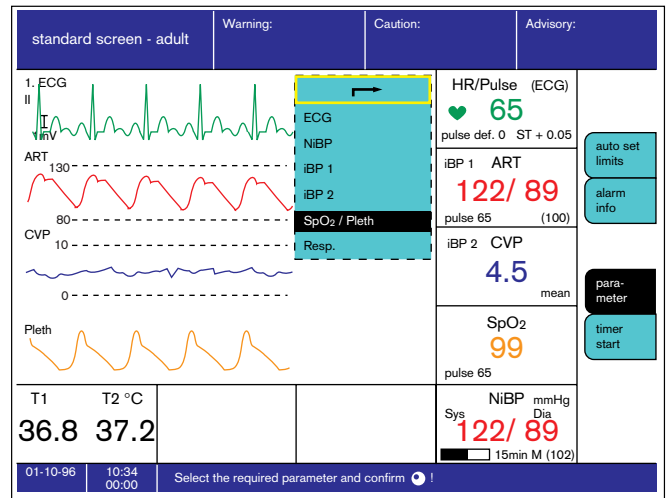 standard screen - adult
Warning:
Caution:
Advisory:
1. ECG
II
1mV
ART
130
80
CVP
10
0
Pleth
ECG
NiBP
iBP 1
iBP 2
SpO2 / Pleth
Resp.
HR/Pulse (ECG)
65
pulse def. 0 ST + 0.05
iBP 1 ART
122/ 89
pulse 65 (100)
iBP 2 CVP
4.5
mean
SpO2
99
pulse 65
NiBP mmHg
Sys Dia
122/ 89
15min M (102)
auto set
limits
alarm
info
para-
meter
timer
start
T1 T2 °C
36.8 37.2
01-10-96
10:34
00:00
Select the required parameter and confirm !